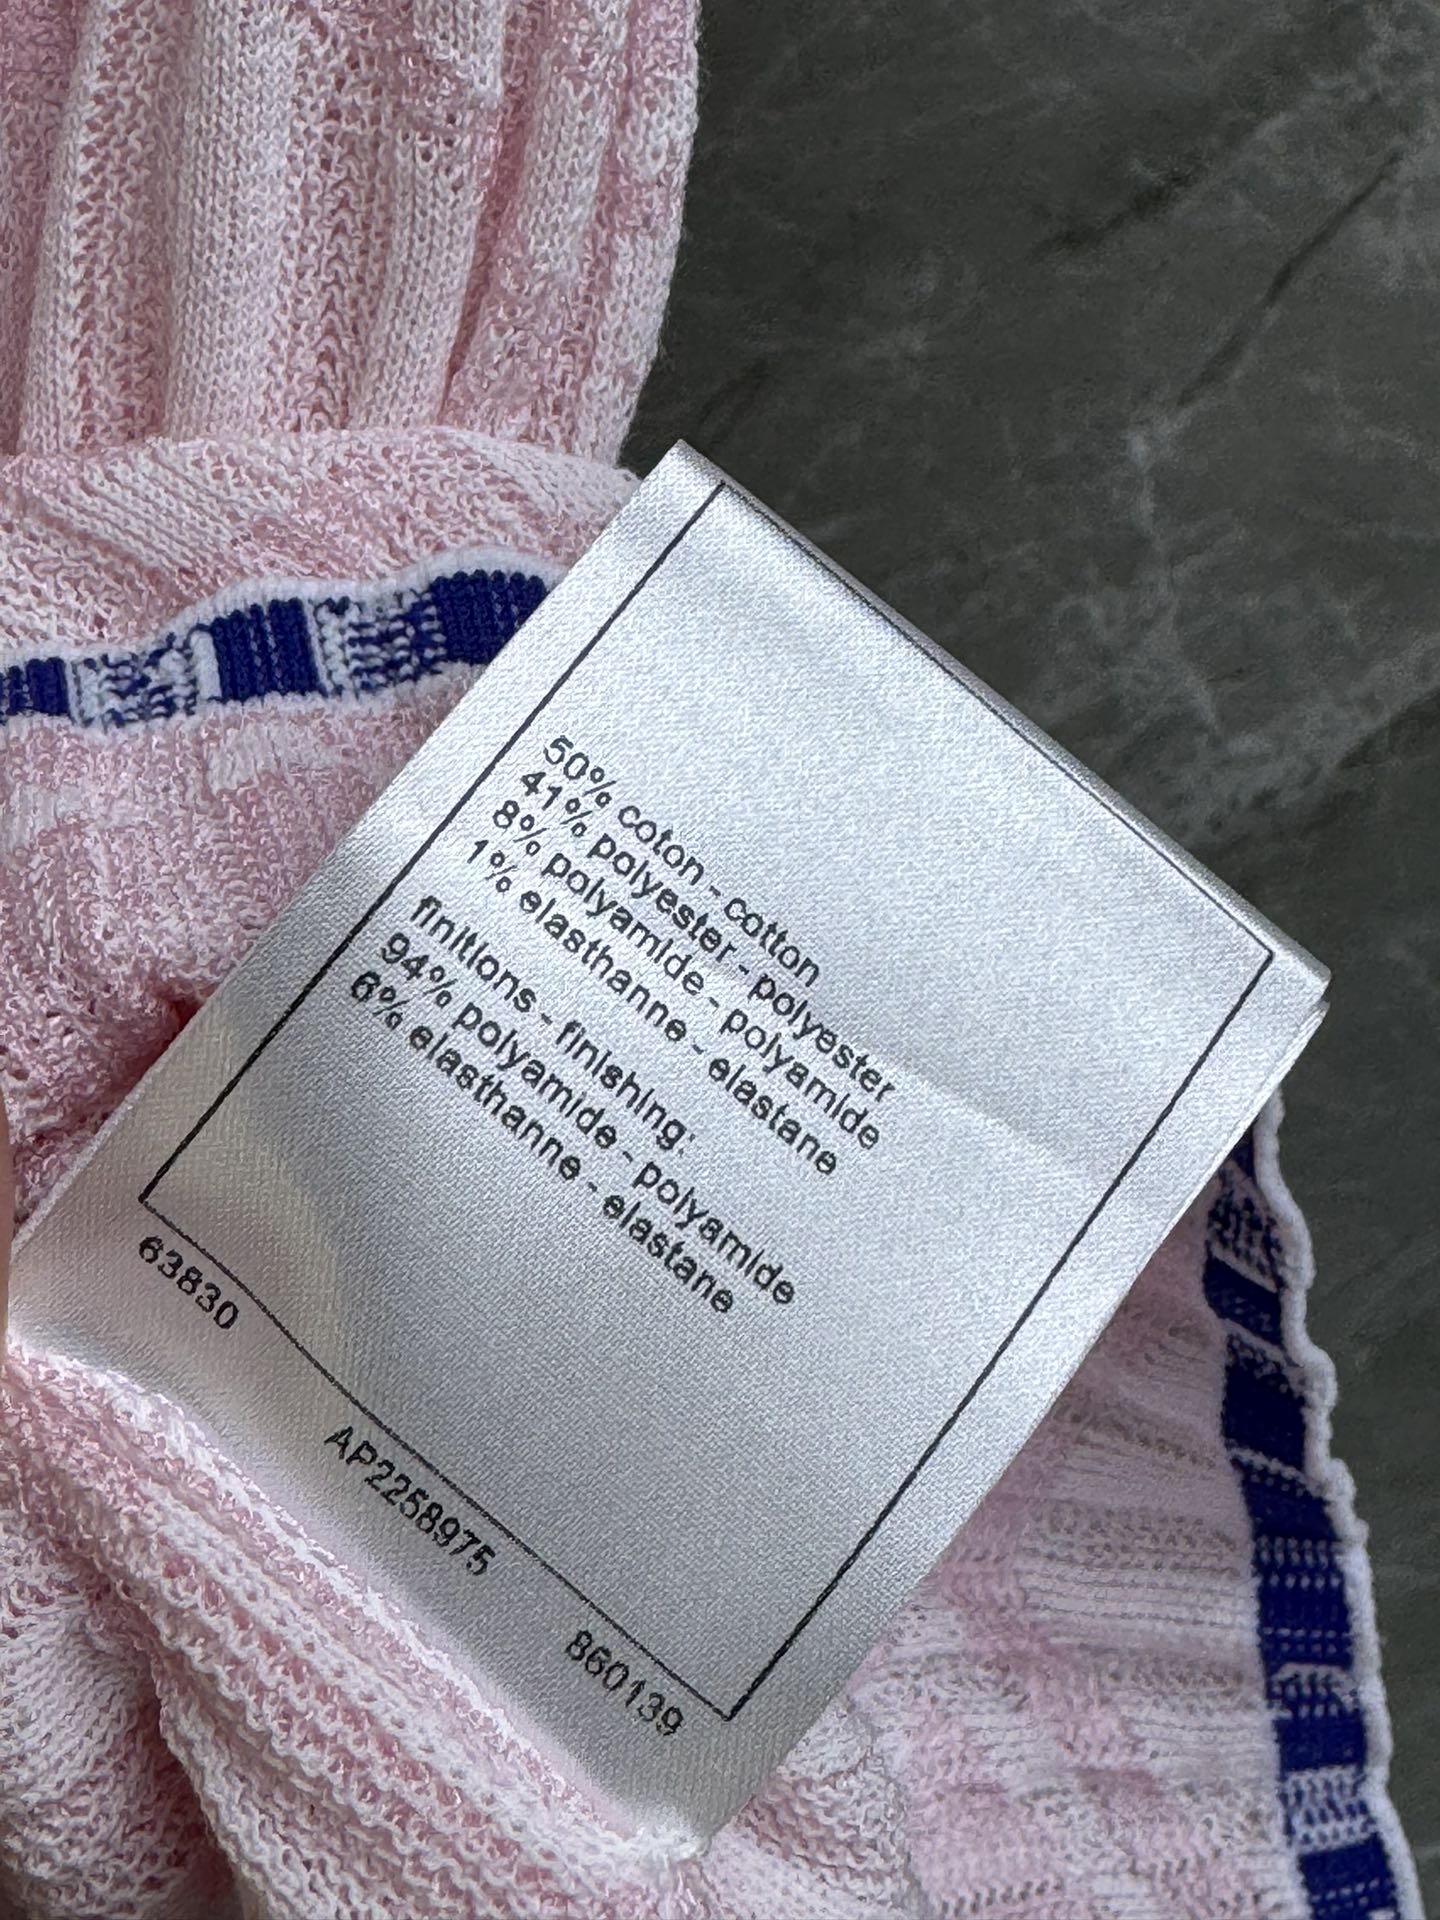 50% coton - cotton
41% polyester - polyester
8% polyamide - polyamide
1% elasthanne - elastane
finitions - finishing:
94% polyamide - polyamide
6% elasthanne - elastane
63830
AP2258975
860139